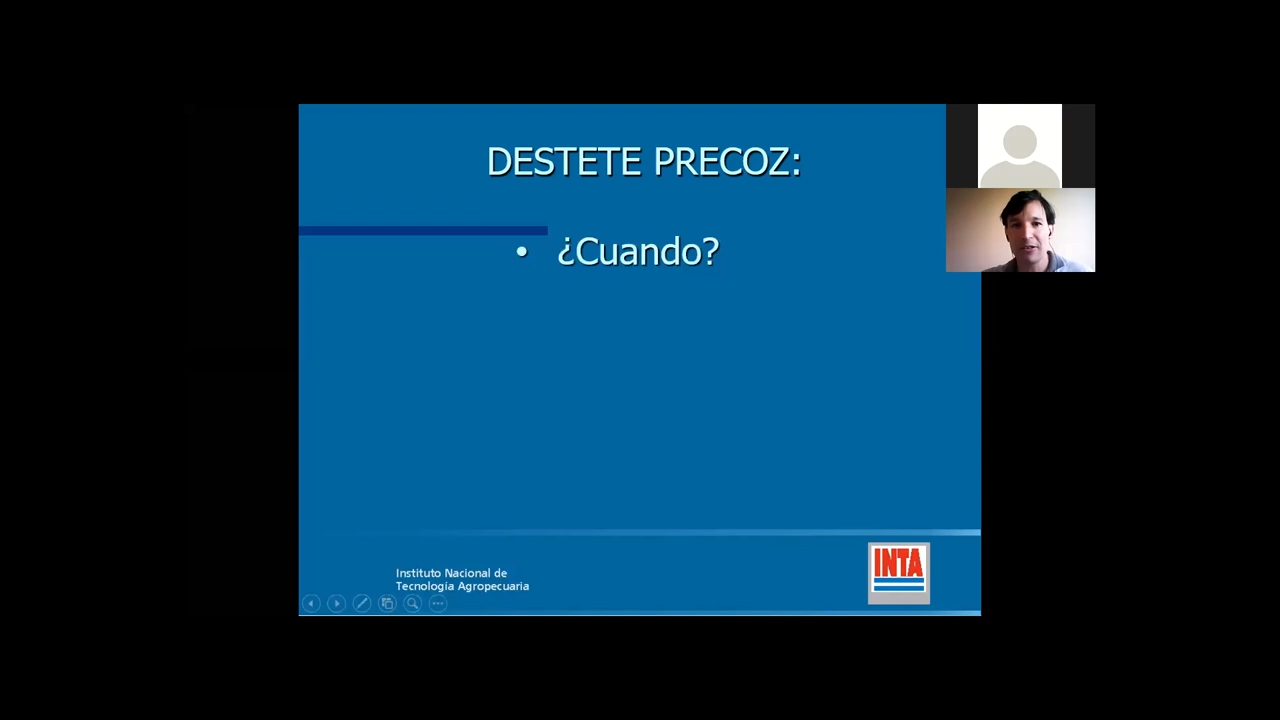 DESTETE PRECOZ:
• ¿Cuando?
Instituto Nacional de
Tecnología Agropecuaria
INTA